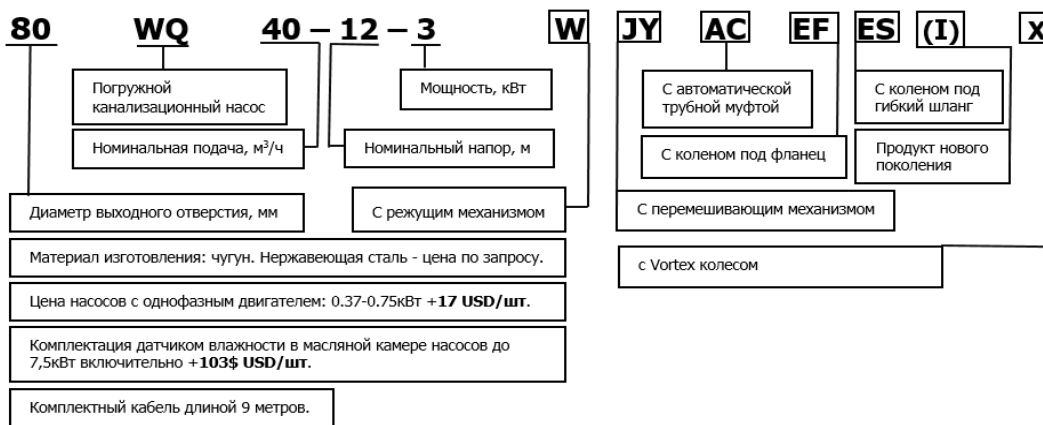 80 WQ 40 – 12 – 3 W JY AC EF ES (I) X
Погружной
канализационный насос
Мощность, кВт
С автоматической
трубной муфтой
С коленом под
гибкий шланг
Номинальная подача, м³/ч
Номинальный напор, м
С коленом под фланец
Продукт нового
поколения
Диаметр выходного отверстия, мм
С режущим механизмом
С перемешивающим механизмом
Материал изготовления: чугун. Нержавеющая сталь - цена по запросу.
с Vortex колесом
Цена насосов с однофазным двигателем: 0.37-0.75кВт +17 USD/шт.
Комплектация датчиком влажности в масляной камере насосов до
7,5кВт включительно +103$ USD/шт.
Комплектный кабель длиной 9 метров.